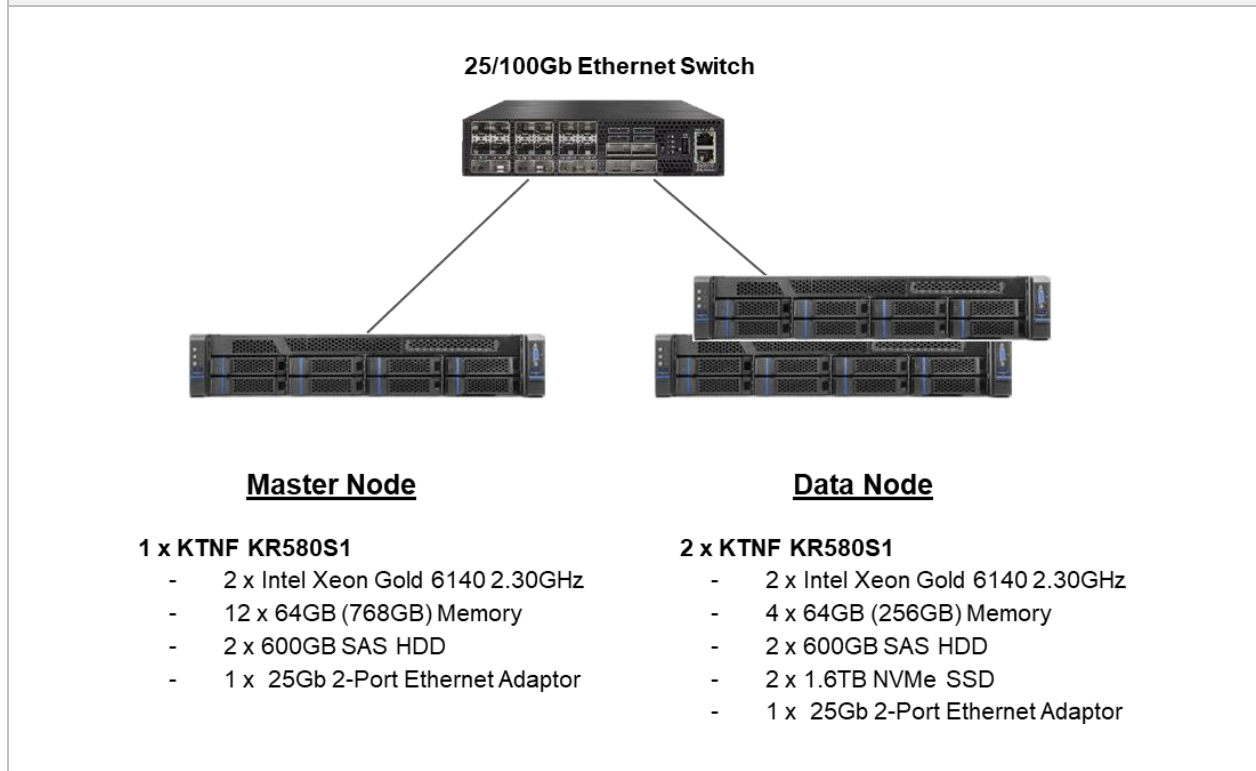 25/100Gb Ethernet Switch
Master Node
1 x KTNF KR580S1
- 2 x Intel Xeon Gold 6140 2.30GHz
- 12 x 64GB (768GB) Memory
- 2 x 600GB SAS HDD
- 1 x 25Gb 2-Port Ethernet Adaptor
Data Node
2 x KTNF KR580S1
- 2 x Intel Xeon Gold 6140 2.30GHz
- 4 x 64GB (256GB) Memory
- 2 x 600GB SAS HDD
- 2 x 1.6TB NVMe SSD
- 1 x 25Gb 2-Port Ethernet Adaptor